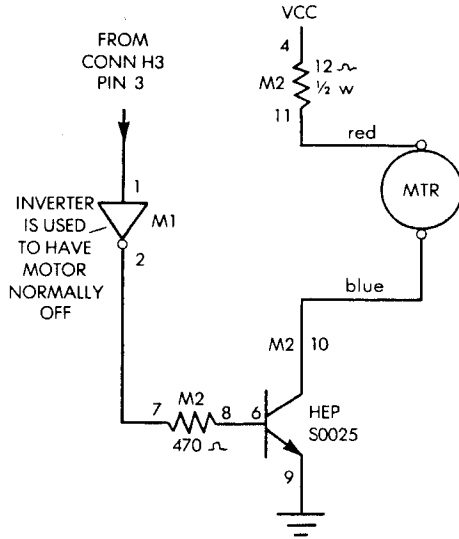 FROM
CONN H3
PIN 3
1
INVERTER
IS USED
TO HAVE
MOTOR
NORMALLY
OFF
M1
2
VCC
4
M2
12 Ω
½ W
11
red
MTR
blue
M2 10
M2
7
8
470 Ω
6
HEP
S0025
9